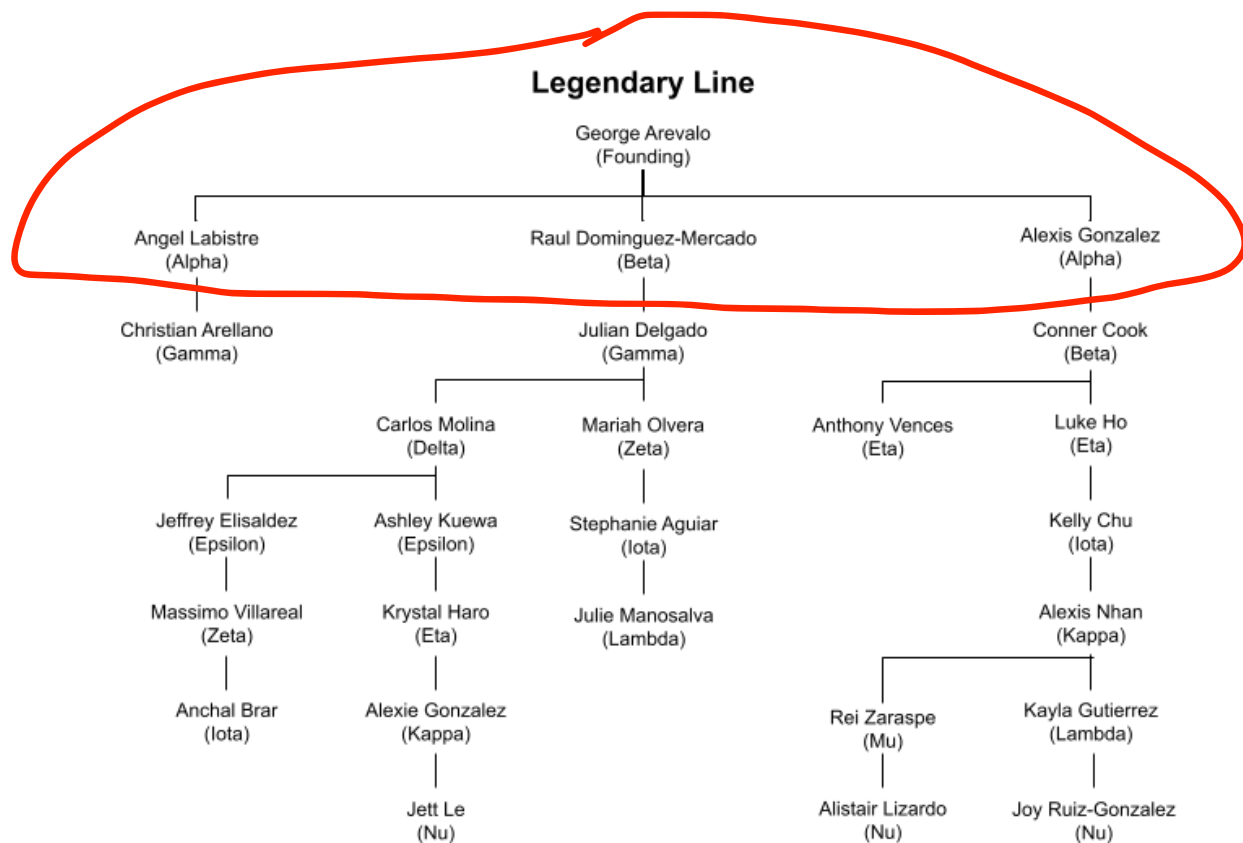 Legendary Line
George Arevalo
(Founding)
Angel Labistre
(Alpha)
Raul Dominguez-Mercado
(Beta)
Alexis Gonzalez
(Alpha)
Christian Arellano
(Gamma)
Julian Delgado
(Gamma)
Conner Cook
(Beta)
Carlos Molina
(Delta)
Mariah Olvera
(Zeta)
Anthony Vences
(Eta)
Luke Ho
(Eta)
Jeffrey Elisaldez
(Epsilon)
Ashley Kuewa
(Epsilon)
Stephanie Aguiar
(Iota)
Kelly Chu
(Iota)
Massimo Villareal
(Zeta)
Krystal Haro
(Eta)
Julie Manosalva
(Lambda)
Alexis Nhan
(Kappa)
Anchal Brar
(Iota)
Alexie Gonzalez
(Kappa)
Rei Zaraspe
(Mu)
Kayla Gutierrez
(Lambda)
Jett Le
(Nu)
Alistair Lizardo
(Nu)
Joy Ruiz-Gonzalez
(Nu)